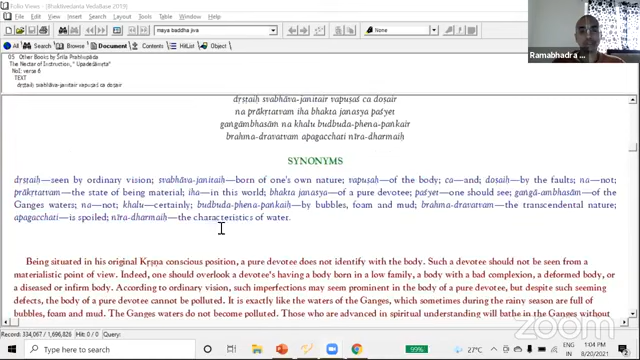 Folio Views - [Bhaktivedanta VedaBase 2019]
maya baddha jiva
None
All
Search
Browse
Document
Contents
HitList
Object
05 Other Books by Śrīla Prabhupāda
The Nectar of Instruction, "Upadeśāmṛta"
NoI: verse 6
TEXT
dṛṣṭaiḥ svabhāva-janitair vapuṣaś ca doṣair
Ramabhadra
dṛṣṭaiḥ svabhāva-janitair vapuṣaś ca doṣair
na prākṛtatvam iha bhakta janasya paśyet
gaṅgāmbhasāṁ na khalu budbuda-phena-paṅkair
brahma-dravatvam apagacchati nīra-dharmaiḥ
SYNONYMS
dṛṣṭaiḥ—seen by ordinary vision; svabhāva-janitaiḥ—born of one's own nature; vapuṣaḥ—of the body; ca—and; doṣaiḥ—by the faults; na—not;
prākṛtatvam—the state of being material; iha—in this world; bhakta janasya—of a pure devotee; paśyet—one should see; gaṅgā-ambhasām—of the
Ganges waters; na—not; khalu—certainly; budbuda-phena-paṅkaiḥ—by bubbles, foam and mud; brahma-dravatvam—the transcendental nature;
apagacchati—is spoiled; nīra-dharmaiḥ—the characteristics of water.
Being situated in his original Kṛṣṇa conscious position, a pure devotee does not identify with the body. Such a devotee should not be seen from a
materialistic point of view. Indeed, one should overlook a devotee's having a body born in a low family, a body with a bad complexion, a deformed body, or
a diseased or infirm body. According to ordinary vision, such imperfections may seem prominent in the body of a pure devotee, but despite such seeming
defects, the body of a pure devotee cannot be polluted. It is exactly like the waters of the Ganges, which sometimes during the rainy season are full of
bubbles, foam and mud. The Ganges waters do not become polluted. Those who are advanced in spiritual understanding will bathe in the Ganges without
Record: 334,067 / 1,696,826
Hit: 0 / 0
Query:
zoom
Type here to search
99%
27°C
ENG
IN
1:04 PM
8/20/2021